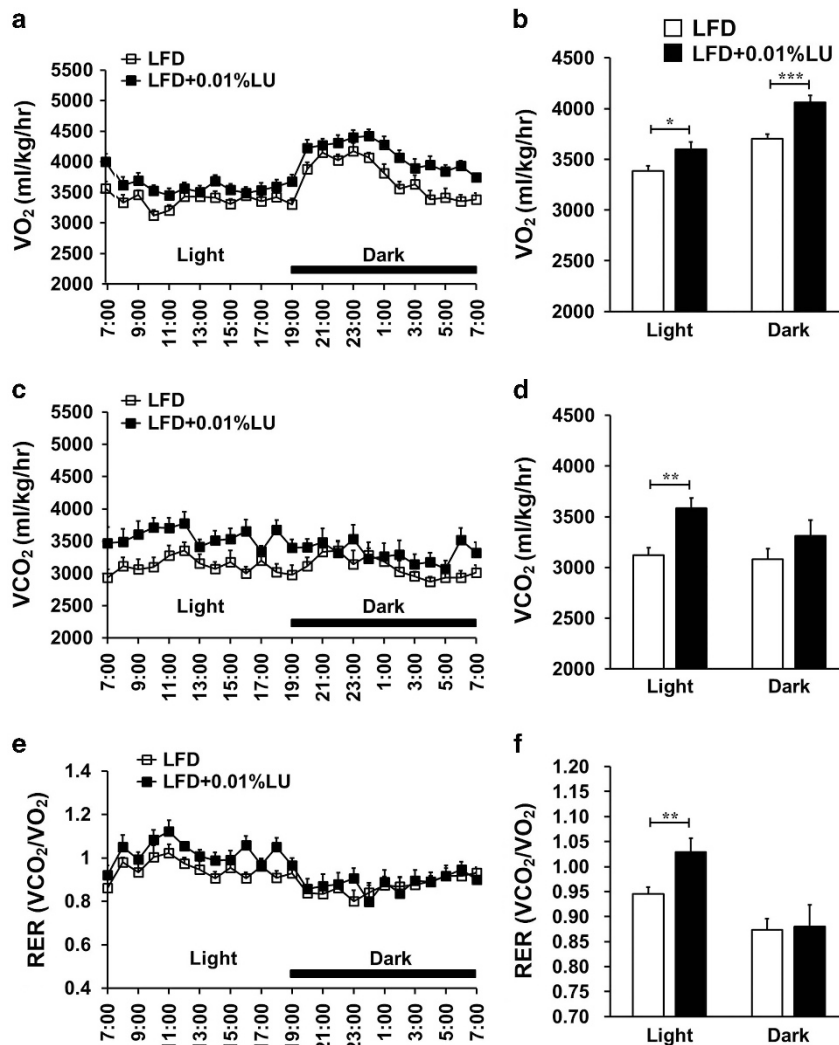 a
LFD
LFD+0.01%LU
5500
5000
4500
4000
3500
3000
2500
2000
VO₂ (ml/kg/hr)
Light
Dark
7:00
9:00
11:00
13:00
15:00
17:00
19:00
21:00
23:00
1:00
3:00
5:00
7:00
b
LFD
LFD+0.01%LU
4500
4000
3500
3000
2500
2000
VO₂ (ml/kg/hr)
*
***
Light
Dark
c
LFD
LFD+0.01%LU
5500
5000
4500
4000
3500
3000
2500
2000
VCO₂ (ml/kg/hr)
Light
Dark
7:00
9:00
11:00
13:00
15:00
17:00
19:00
21:00
23:00
1:00
3:00
5:00
7:00
d
4500
4000
3500
3000
2500
2000
VCO₂ (ml/kg/hr)
**
Light
Dark
e
LFD
LFD+0.01%LU
1.4
1.2
1
0.8
0.6
0.4
RER (VCO₂/VO₂)
Light
Dark
7:00
9:00
11:00
13:00
15:00
17:00
19:00
21:00
23:00
1:00
3:00
5:00
7:00
f
1.20
1.15
1.10
1.05
1.00
0.95
0.90
0.85
0.80
0.75
0.70
RER (VCO₂/VO₂)
**
Light
Dark